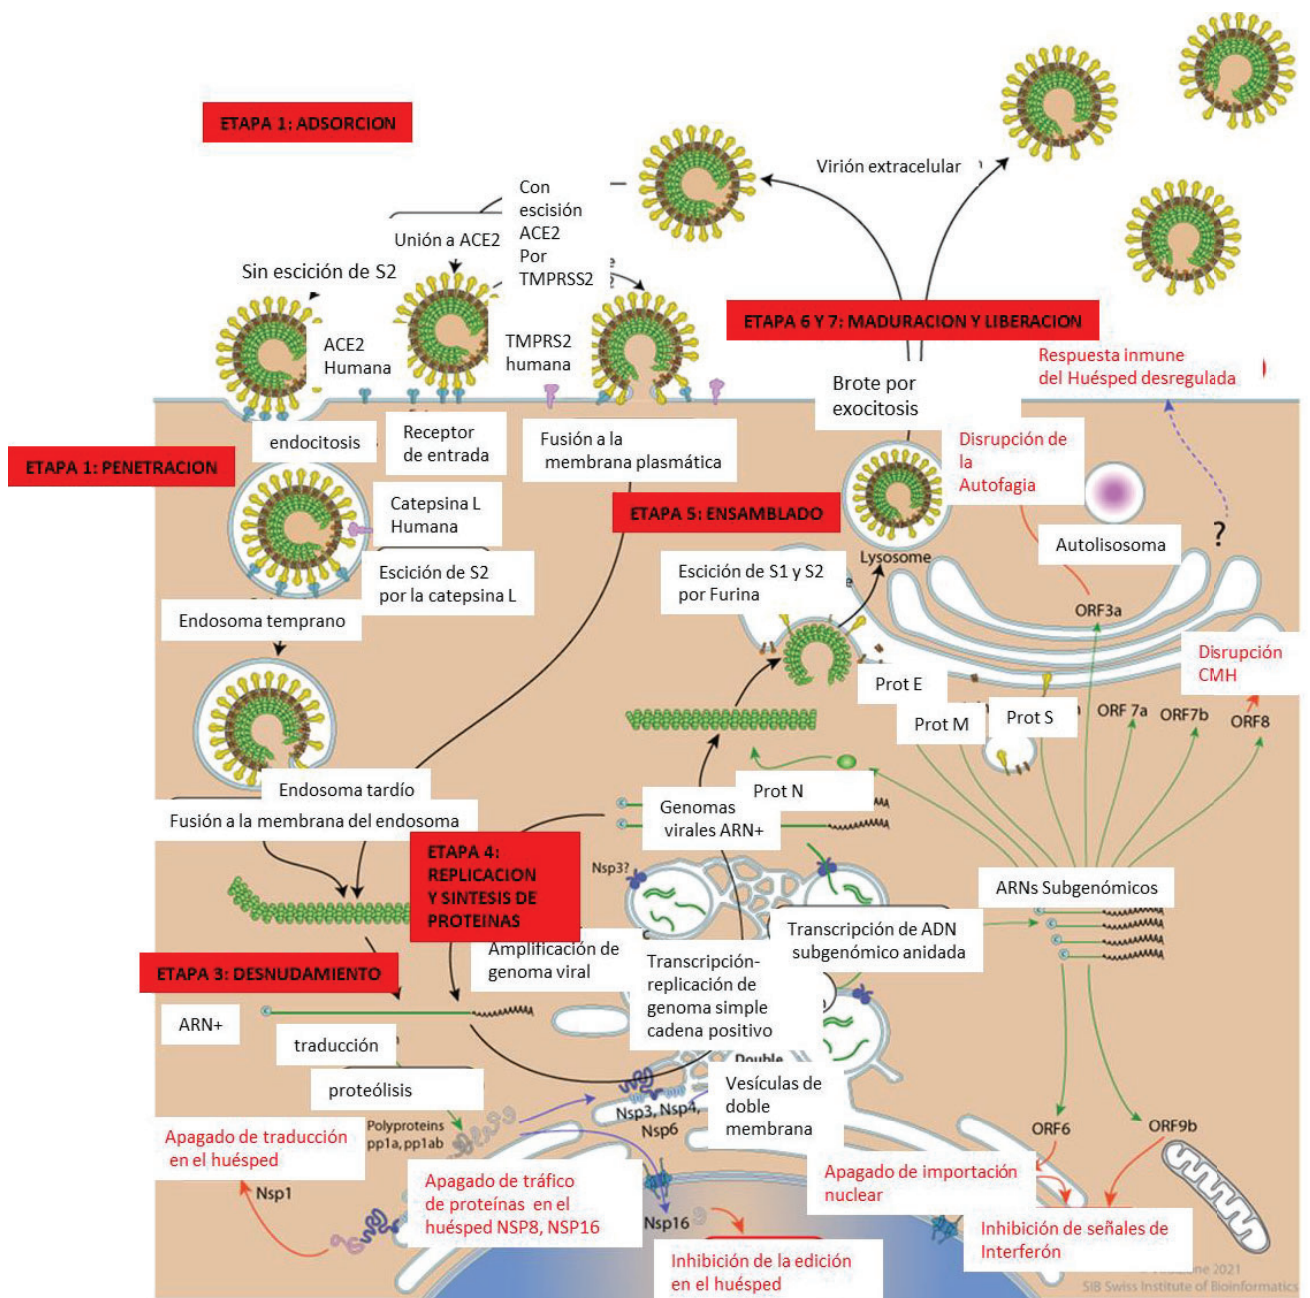 ETAPA 1: ADSORCION
Virión extracelular
Con
escisión
ACE2
Por
TMPRSS2
Unión a ACE2
Sin escición de S2
ETAPA 6 Y 7: MADURACION Y LIBERACION
ACE2
Humana
TMPRS2
humana
Respuesta inmune
del Huésped desregulada
Brote por
exocitosis
endocitosis
Receptor
de entrada
Fusión a la
membrana plasmática
Disrupción de
la
Autofagia
ETAPA 1: PENETRACION
Catepsina L
Humana
ETAPA 5: ENSAMBLADO
?
Autolisosoma
Lysosome
Escición de S2
por la catepsina L
Escición de S1 y S2
por Furina
Endosoma temprano
ORF3a
Disrupción
CMH
Prot E
Prot M
Prot S
ORF 7a
ORF7b
ORF8
Endosoma tardío
Prot N
Fusión a la membrana del endosoma
Genomas
virales ARN+
ETAPA 4:
REPLICACION
Y SINTESIS DE
PROTEINAS
Nsp3?
ARNs Subgenómicos
C
C
C
C
C
C
Transcripción de ADN
subgenómico anidada
Amplificación de
genoma viral
Transcripción-
replicación de
genoma simple
cadena positivo
ETAPA 3: DESNUDAMIENTO
ARN+
C
traducción
proteólisis
Double
Vesículas de
doble
membrana
Nsp3, Nsp4,
Nsp6
Polyproteins
pp1a, pp1ab
ORF6
ORF9b
Apagado de traducción
en el huésped
Nsp1
Apagado de tráfico
de proteínas en el
huésped NSP8, NSP16
Nsp16
Apagado de importación
nuclear
Inhibición de señales de
Interferón
Inhibición de la edición
en el huésped
2021
SIB Swiss Institute of Bioinformatics